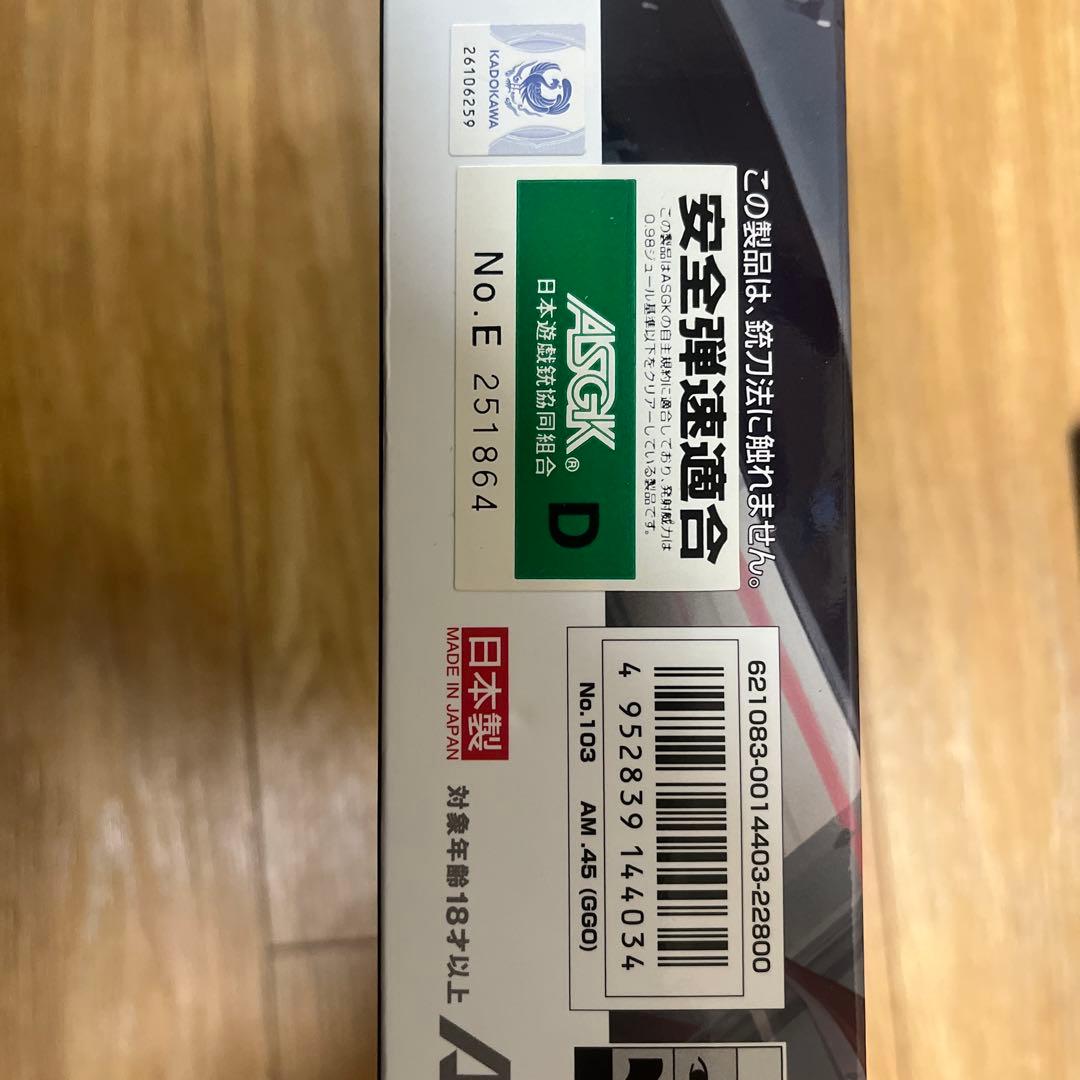 KADOKAWA
26106259
この製品は、銃刀法に触れません。
安全弾速適合
この製品はASGKの自主規約に適合しており、発射威力は
0.98ジュール基準以下をクリアーしている製品です。
ASGK® D
日本遊戯銃協同組合
No.E 251864
621083-0014403-22800
4 952839 144034
No.103 AM .45 (GGO)
日本製
MADE IN JAPAN
対象年齢18才以上
A